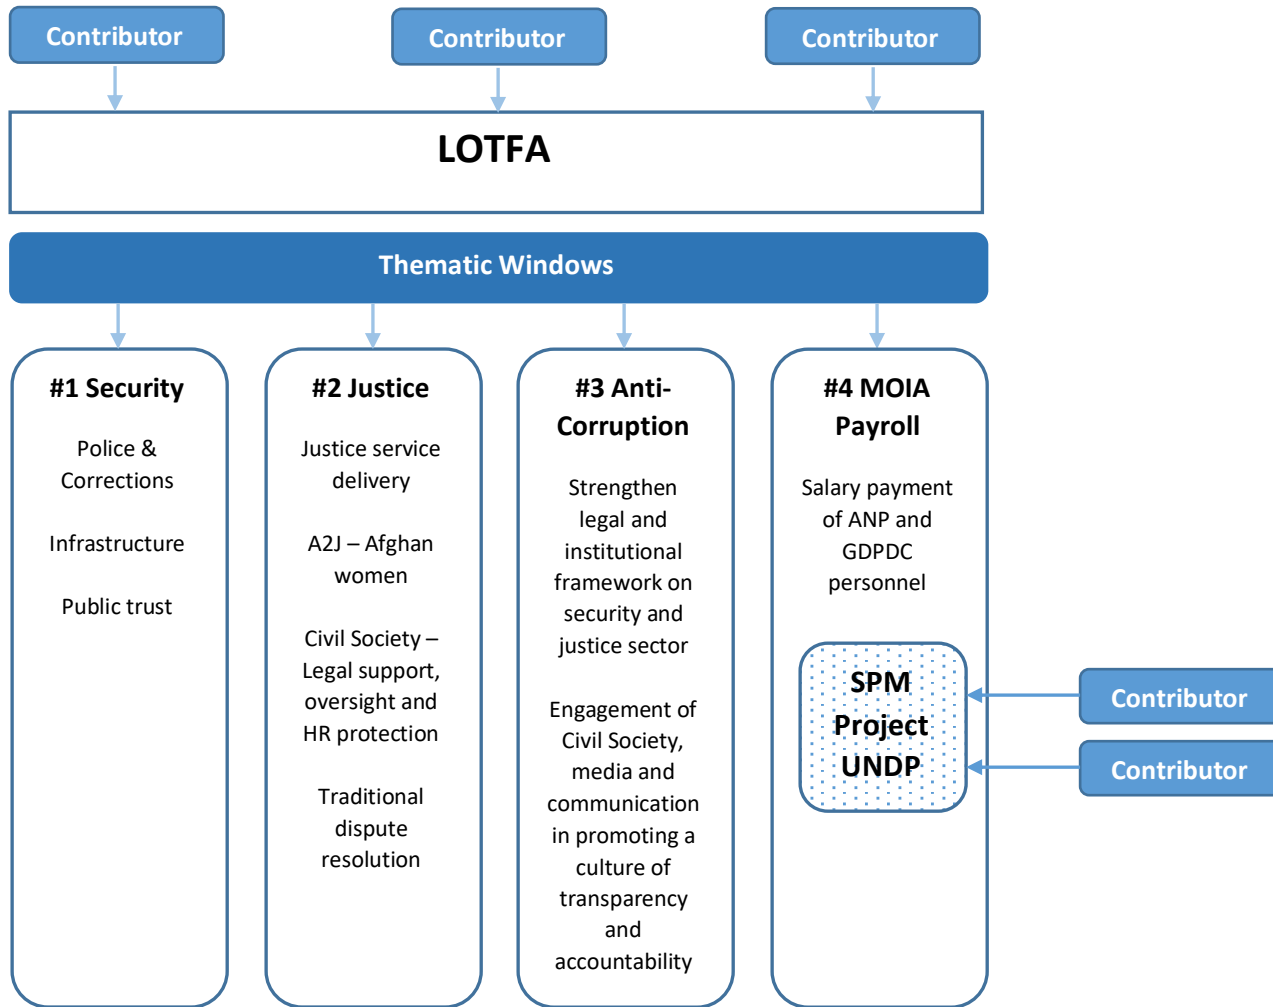 Contributor
Contributor
Contributor
LOTFA
Thematic Windows
#1 Security
Police &
Corrections
Infrastructure
Public trust
#2 Justice
Justice service
delivery
A2J – Afghan
women
Civil Society –
Legal support,
oversight and
HR protection
Traditional
dispute
resolution
#3 Anti-
Corruption
Strengthen
legal and
institutional
framework on
security and
justice sector
Engagement of
Civil Society,
media and
communication
in promoting a
culture of
transparency
and
accountability
#4 MOIA
Payroll
Salary payment
of ANP and
GDPDC
personnel
SPM
Project
UNDP
Contributor
Contributor